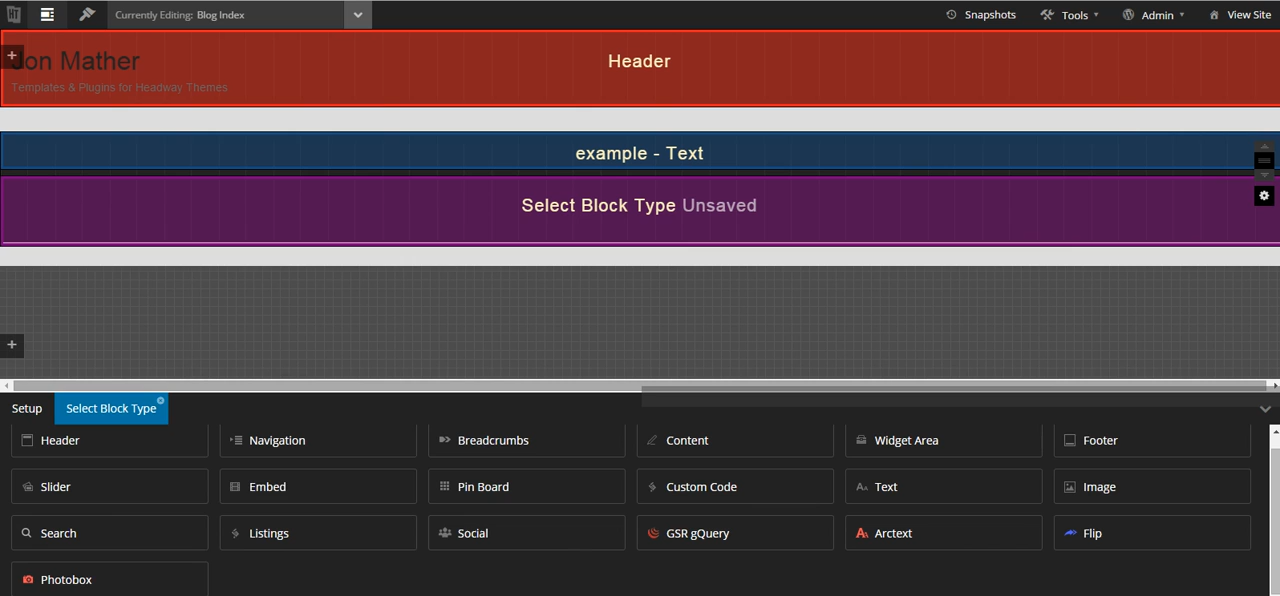 HT Currently Editing: Blog Index Snapshots Tools Admin View Site
Jon Mather
Header
Templates & Plugins for Headway Themes
example - Text
Select Block Type Unsaved
Setup Select Block Type
Header Navigation Breadcrumbs Content Widget Area Footer
Slider Embed Pin Board Custom Code Text Image
Search Listings Social GSR gQuery Arctext Flip
Photobox